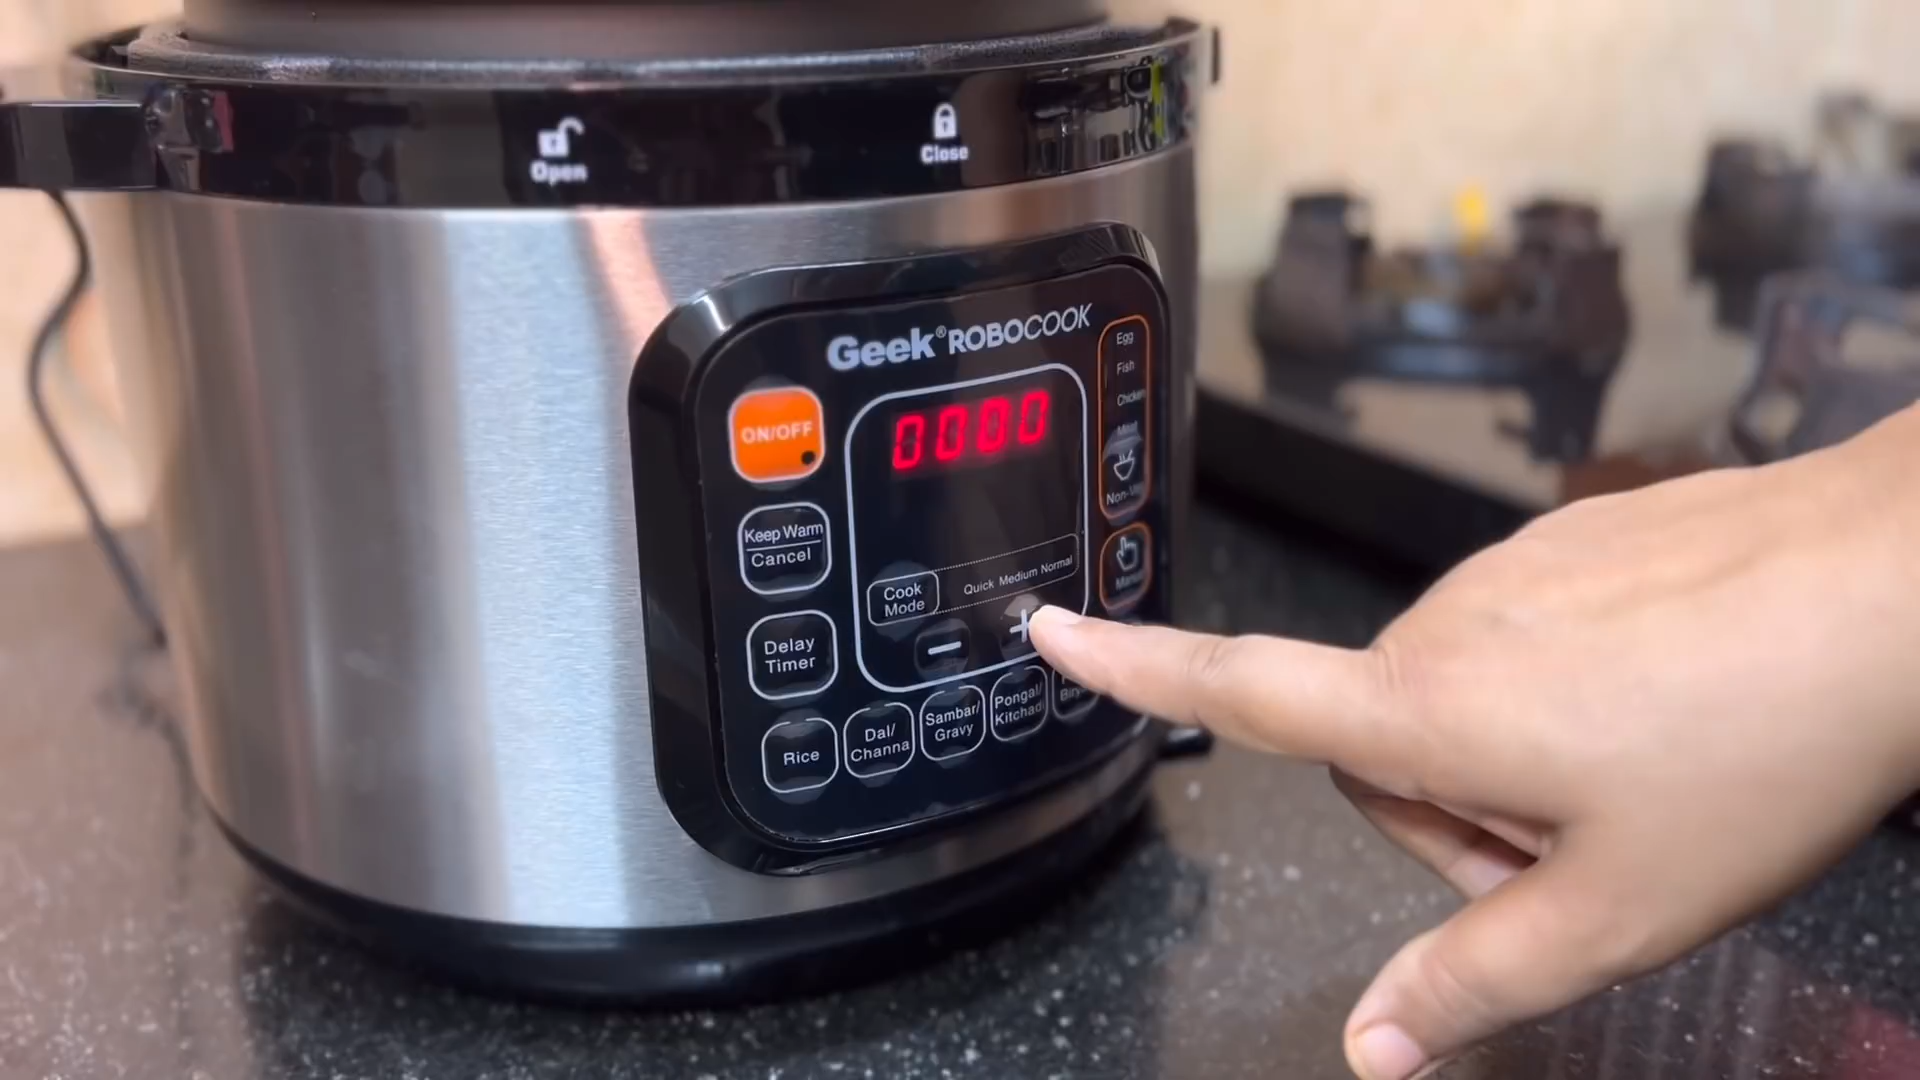 Open
Close
Geek® ROBOCOOK
0000
ON/OFF
Keep Warm
Cancel
Delay
Timer
Cook
Mode
Quick Medium Normal
−
+
Rice
Dal/
Channa
Sambar/
Gravy
Pongal/
Kitchadi
Egg
Fish
Chicken
Meat